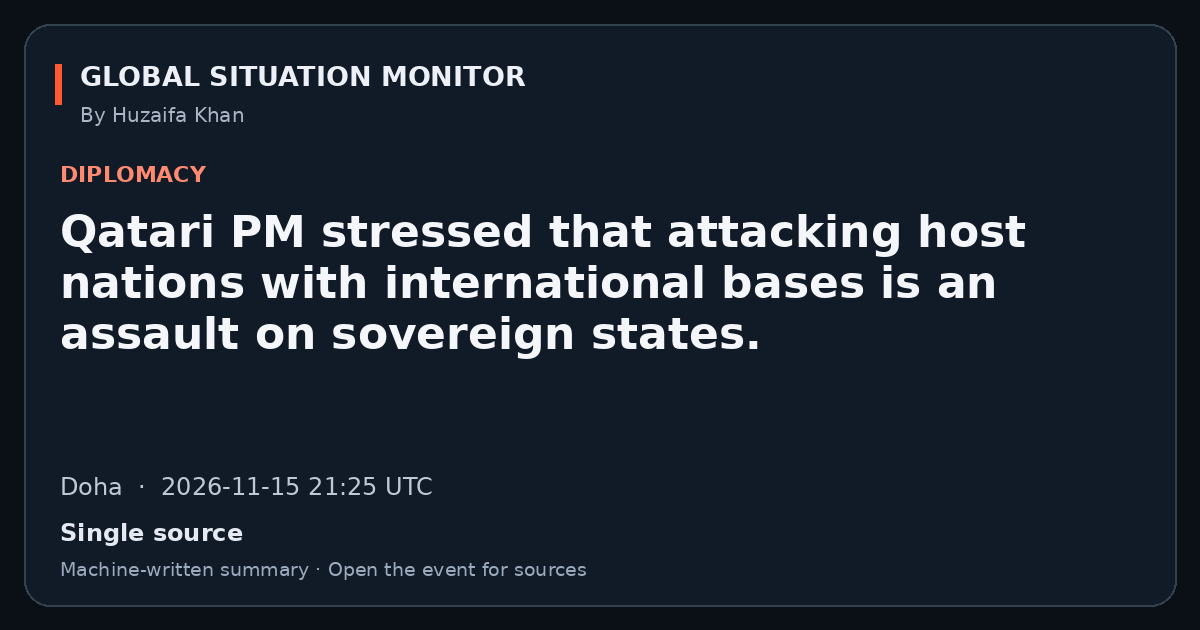 GLOBAL SITUATION MONITOR
By Huzaifa Khan
DIPLOMACY
Qatari PM stressed that attacking host
nations with international bases is an
assault on sovereign states.
Doha · 2026-11-15 21:25 UTC
Single source
Machine-written summary · Open the event for sources